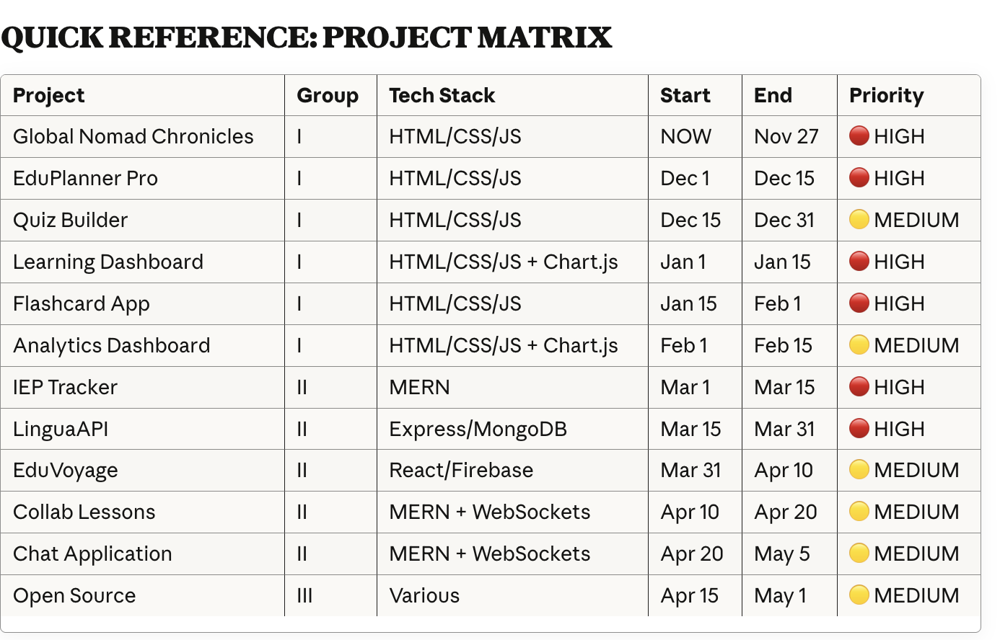 QUICK REFERENCE: PROJECT MATRIX
Project Group Tech Stack Start End Priority
Global Nomad Chronicles I HTML/CSS/JS NOW Nov 27 HIGH
EduPlanner Pro I HTML/CSS/JS Dec 1 Dec 15 HIGH
Quiz Builder I HTML/CSS/JS Dec 15 Dec 31 MEDIUM
Learning Dashboard I HTML/CSS/JS + Chart.js Jan 1 Jan 15 HIGH
Flashcard App I HTML/CSS/JS Jan 15 Feb 1 HIGH
Analytics Dashboard I HTML/CSS/JS + Chart.js Feb 1 Feb 15 MEDIUM
IEP Tracker II MERN Mar 1 Mar 15 HIGH
LinguaAPI II Express/MongoDB Mar 15 Mar 31 HIGH
EduVoyage II React/Firebase Mar 31 Apr 10 MEDIUM
Collab Lessons II MERN + WebSockets Apr 10 Apr 20 MEDIUM
Chat Application II MERN + WebSockets Apr 20 May 5 MEDIUM
Open Source III Various Apr 15 May 1 MEDIUM